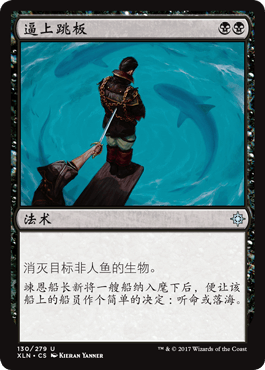 逼上跳板
法术
消灭目标非人鱼的生物。
竦恩船长新将一艘船纳入麾下后，便让该
船上的船员作个简单的决定：听命或落海。
130/279 U
XLN • CS KIERAN YANNER
™ & © 2017 Wizards of the Coast